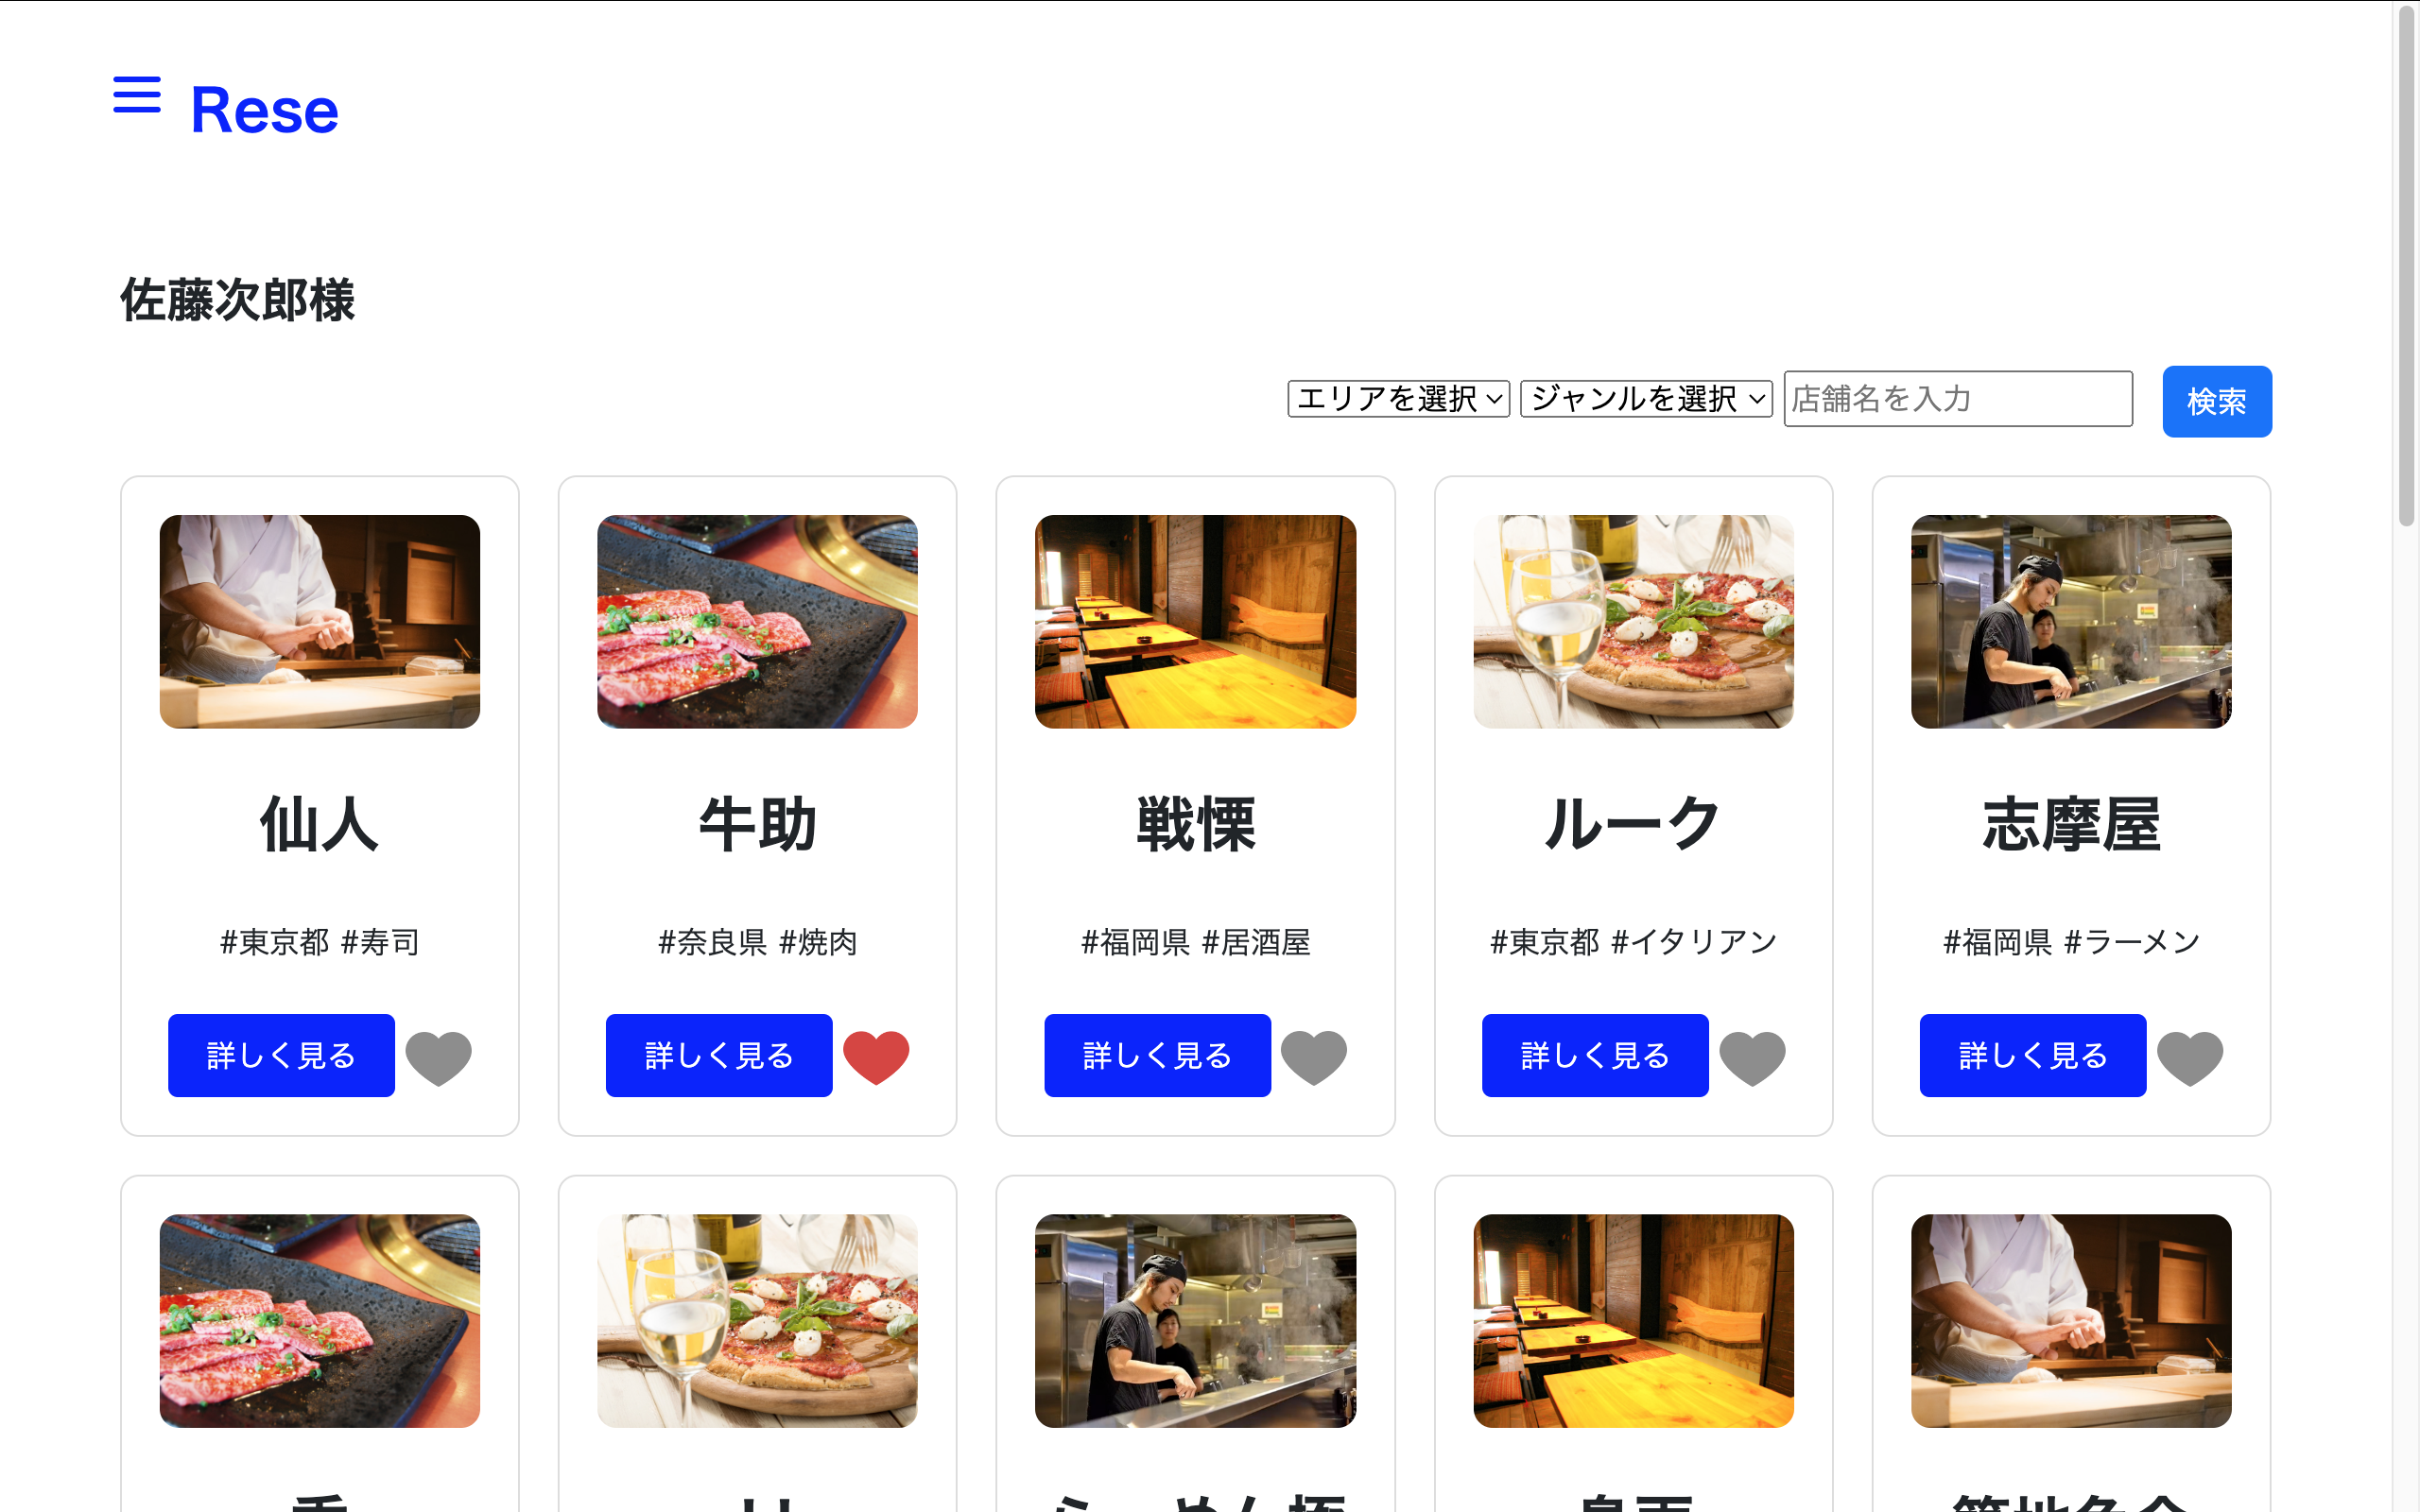 Rese
佐藤次郎様
エリアを選択 ジャンルを選択 店舗名を入力 検索
仙人 牛助 戦慄 ルーク 志摩屋
#東京都 #寿司 #奈良県 #焼肉 #福岡県 #居酒屋 #東京都 #イタリアン #福岡県 #ラーメン
詳しく見る 詳しく見る 詳しく見る 詳しく見る 詳しく見る